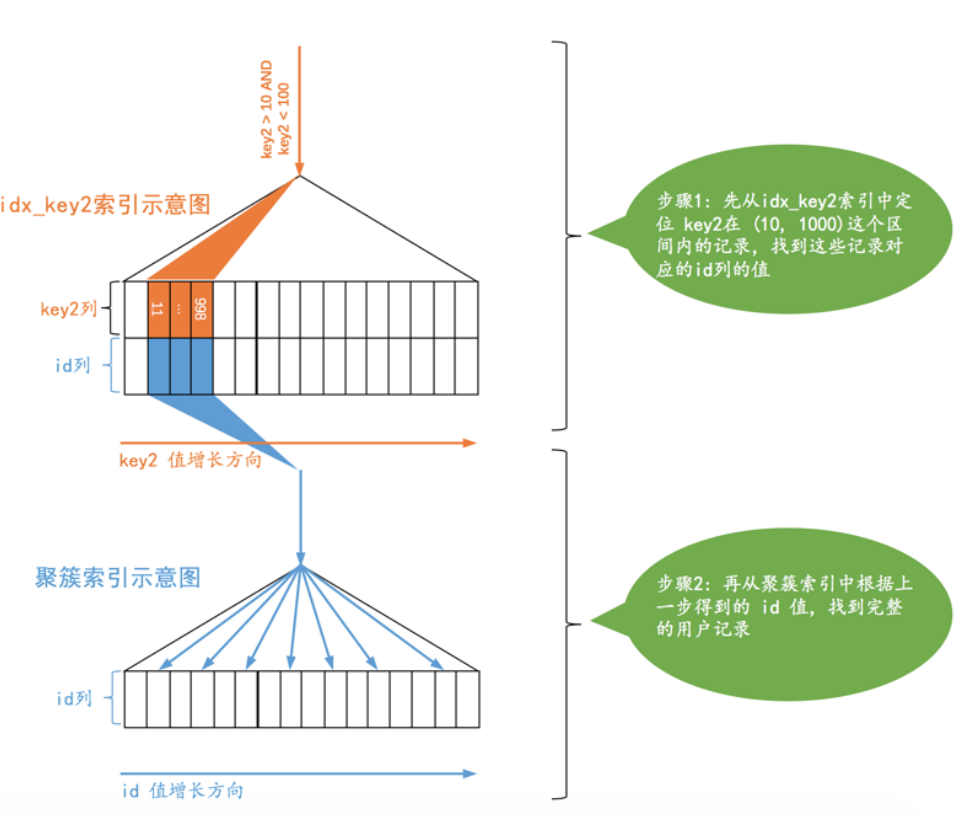 key2 > 10 AND
key2 < 100
idx_key2索引示意图
key2列
11
...
998
id列
key2 值增长方向
步骤1: 先从idx_key2索引中定
位 key2在 (10, 1000)这个区
间内的记录, 找到这些记录对
应的id列的值
聚簇索引示意图
id列
id 值增长方向
步骤2: 再从聚簇索引中根据上
一步得到的 id 值, 找到完整
的用户记录